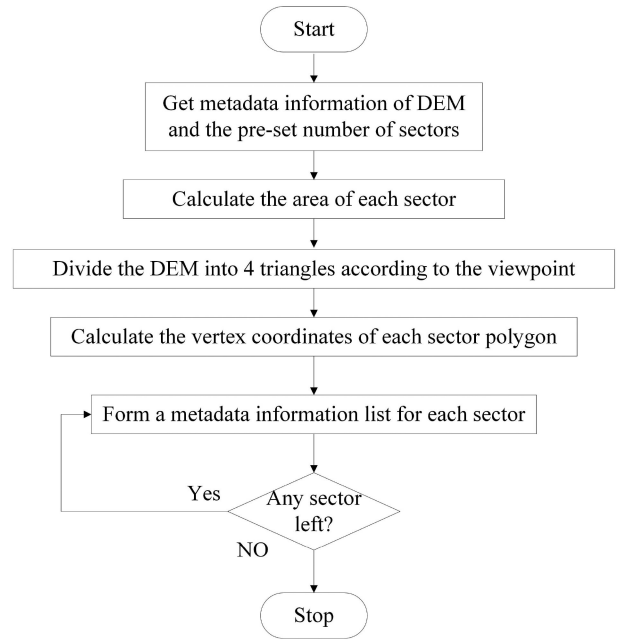 Start
Get metadata information of DEM
and the pre-set number of sectors
Calculate the area of each sector
Divide the DEM into 4 triangles according to the viewpoint
Calculate the vertex coordinates of each sector polygon
Form a metadata information list for each sector
Yes
Any sector
left?
NO
Stop